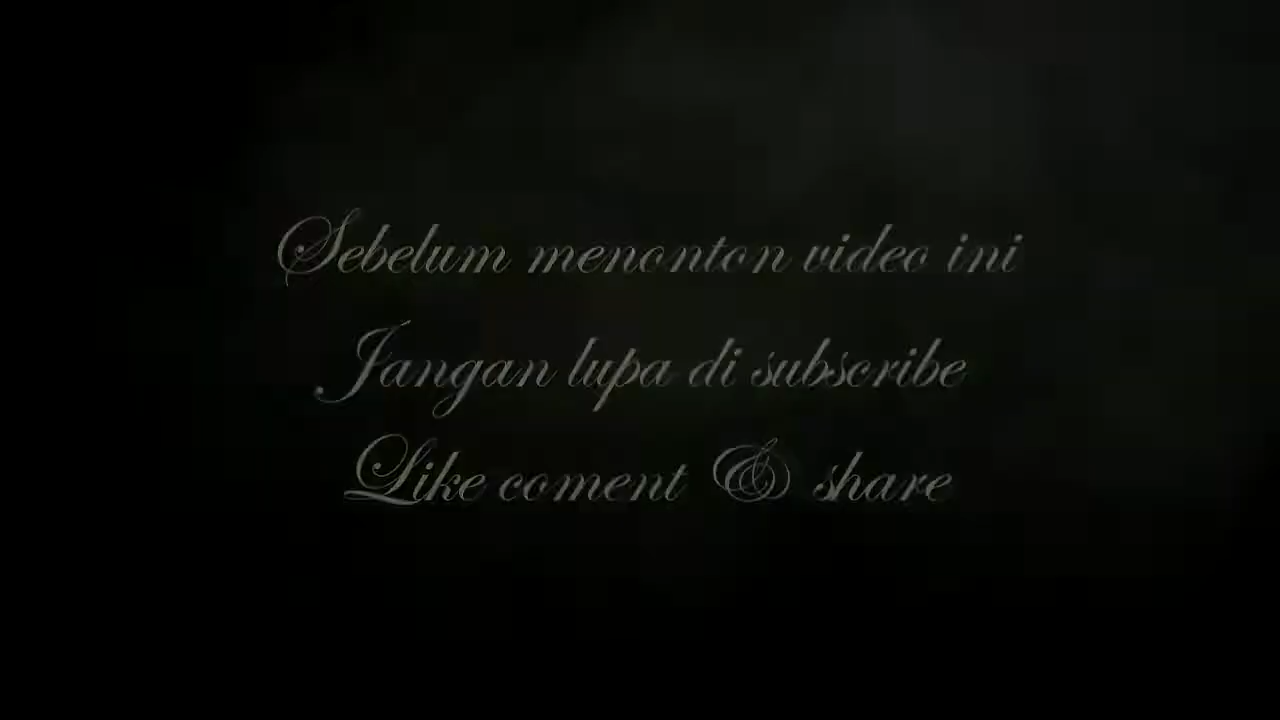 Sebelum menonton video ini
Jangan lupa di subscribe
Like coment & share